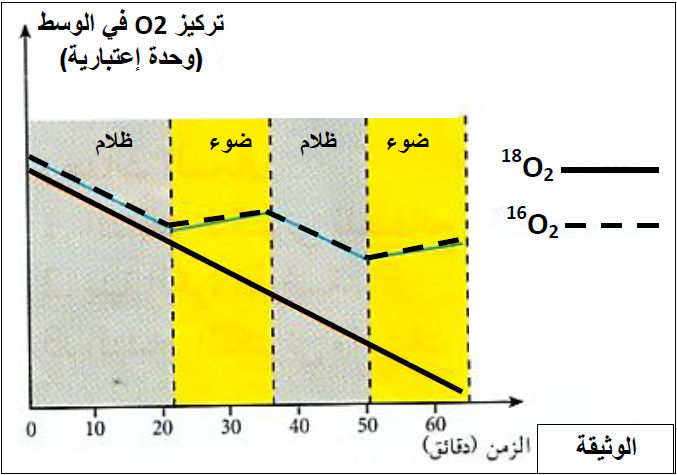 تركيز O2 في الوسط
(وحدة إعتبارية)
ظلام
ضوء
ظلام
ضوء
¹⁸O₂
¹⁶O₂
0 10 20 30 40 50 60
الزمن (دقائق)
الوثيقة